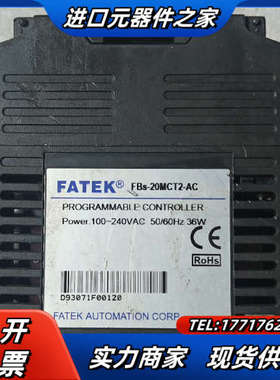 进口元器件之家
FATEK® FBs-20MCT2-AC
PROGRAMMABLE CONTROLLER
Power.100~240VAC 50/60Hz 36W
CE
RoHs
D93071F00120
FATEK AUTOMATION CORP.
可开票
TEL:1771762
实力商家 现货供